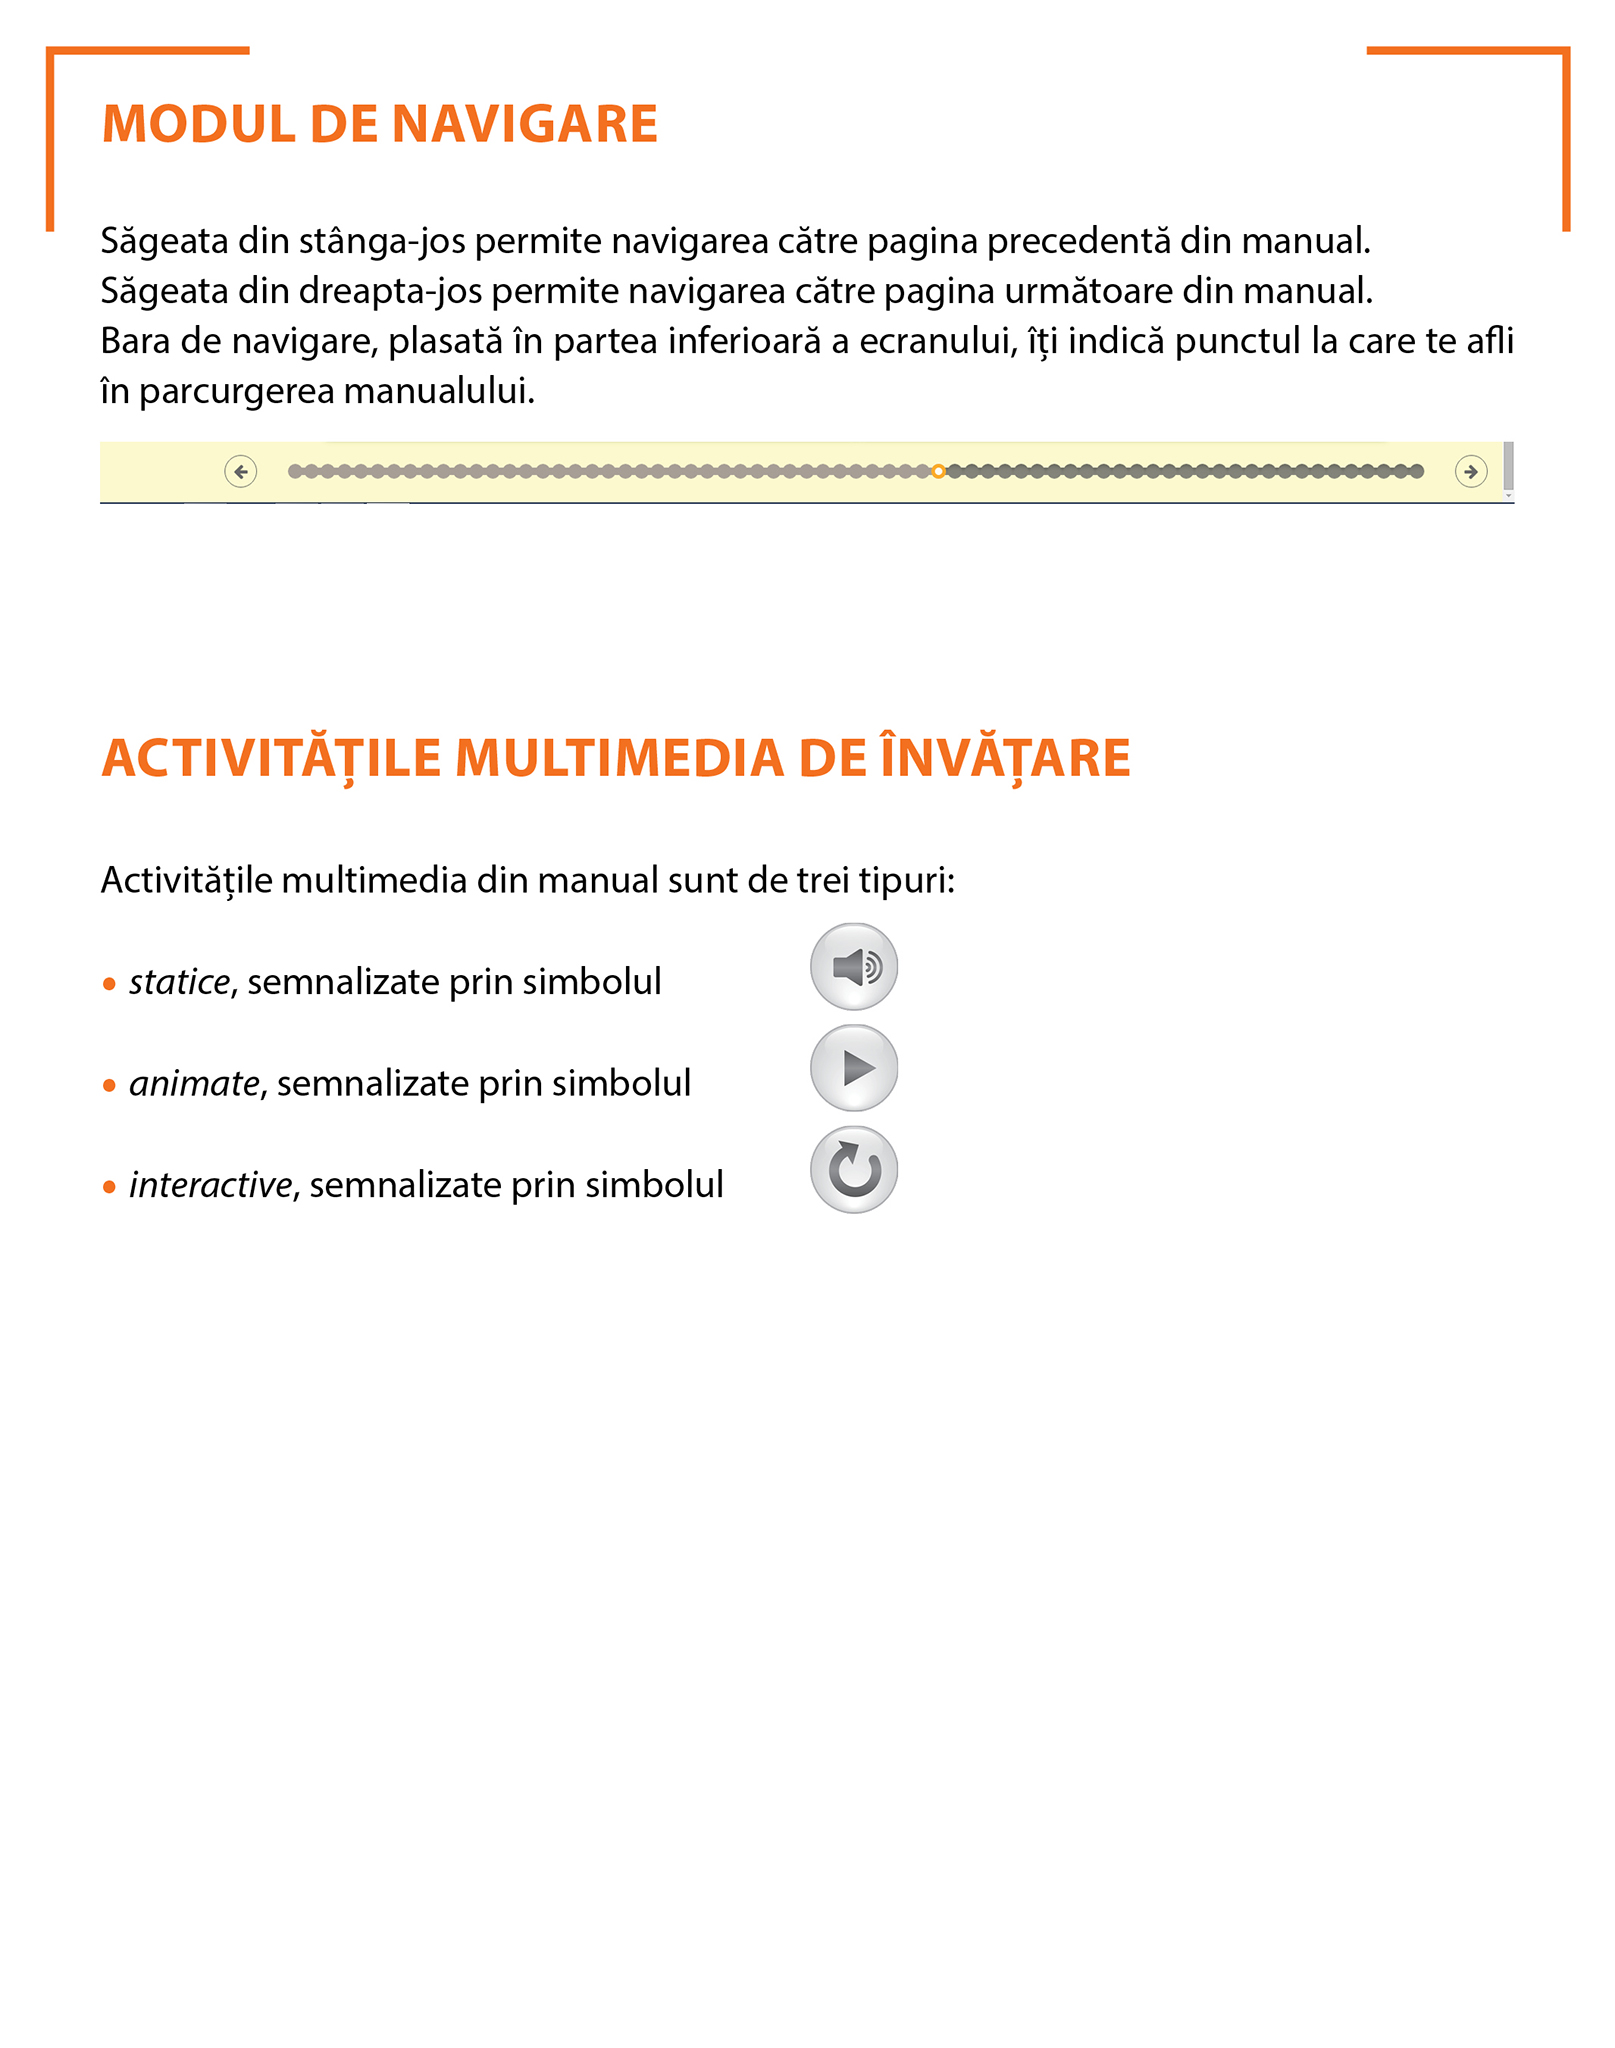 MODUL DE NAVIGARE
Săgeata din stânga-jos permite navigarea către pagina precedentă din manual.
Săgeata din dreapta-jos permite navigarea către pagina următoare din manual.
Bara de navigare, plasată în partea inferioară a ecranului, îți indică punctul la care te afli
în parcurgerea manualului.
ACTIVITĂȚILE MULTIMEDIA DE ÎNVĂȚARE
Activitățile multimedia din manual sunt de trei tipuri:
• statice, semnalizate prin simbolul
• animate, semnalizate prin simbolul
• interactive, semnalizate prin simbolul